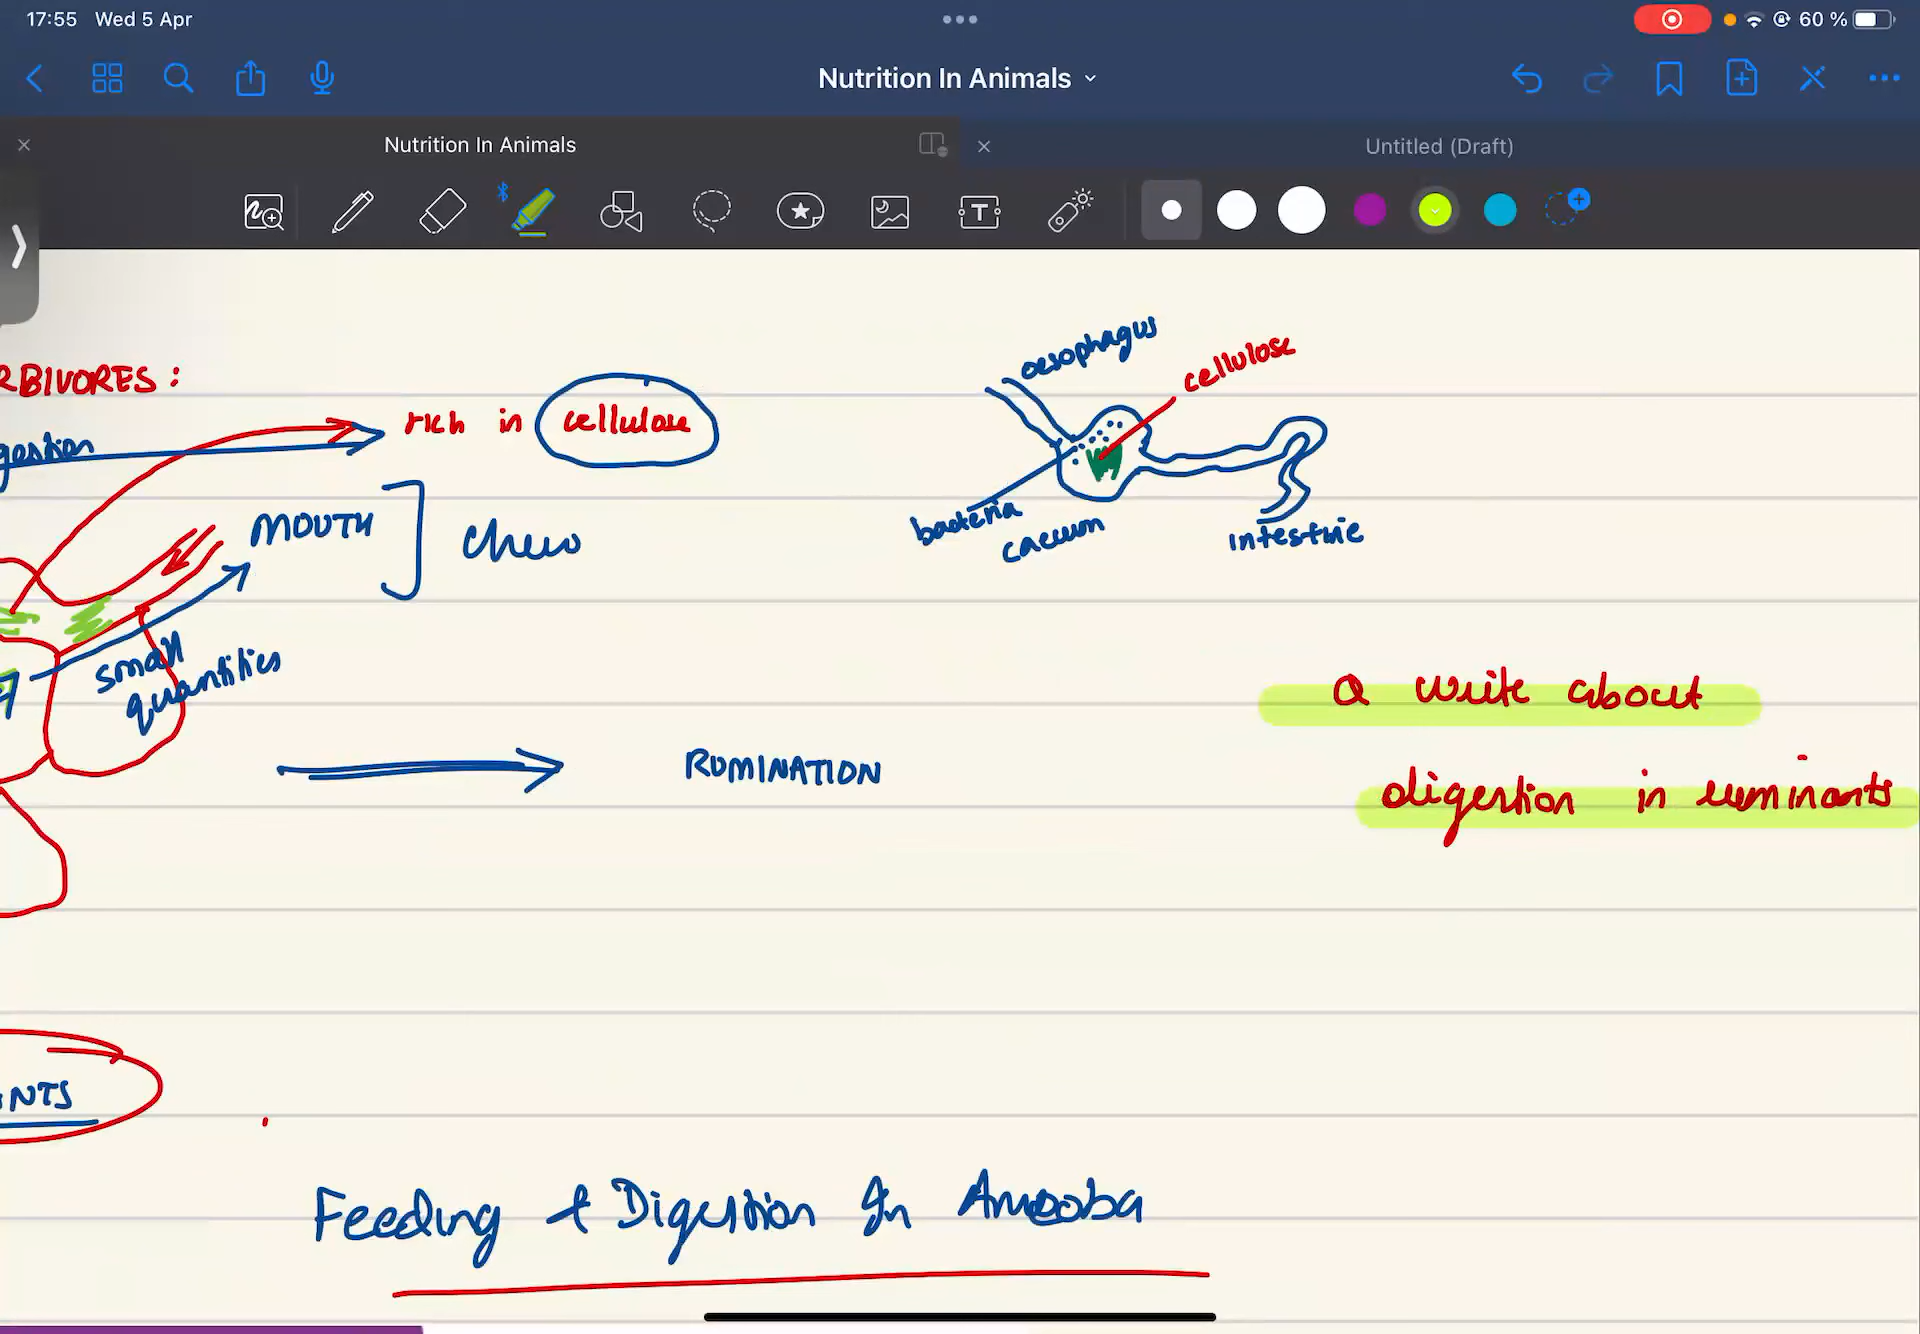 17:55 Wed 5 Apr
60 %
Nutrition In Animals
Nutrition In Animals
Untitled (Draft)
oesophagus
cellulose
RBIVORES :
rich in cellulose
gestion
bacteria
caecum
intestine
MOUTH
Chew
small
quantities
Q write about
RUMINATION
digestion in ruminants
NTS
Feeding & Digestion In Amoeba